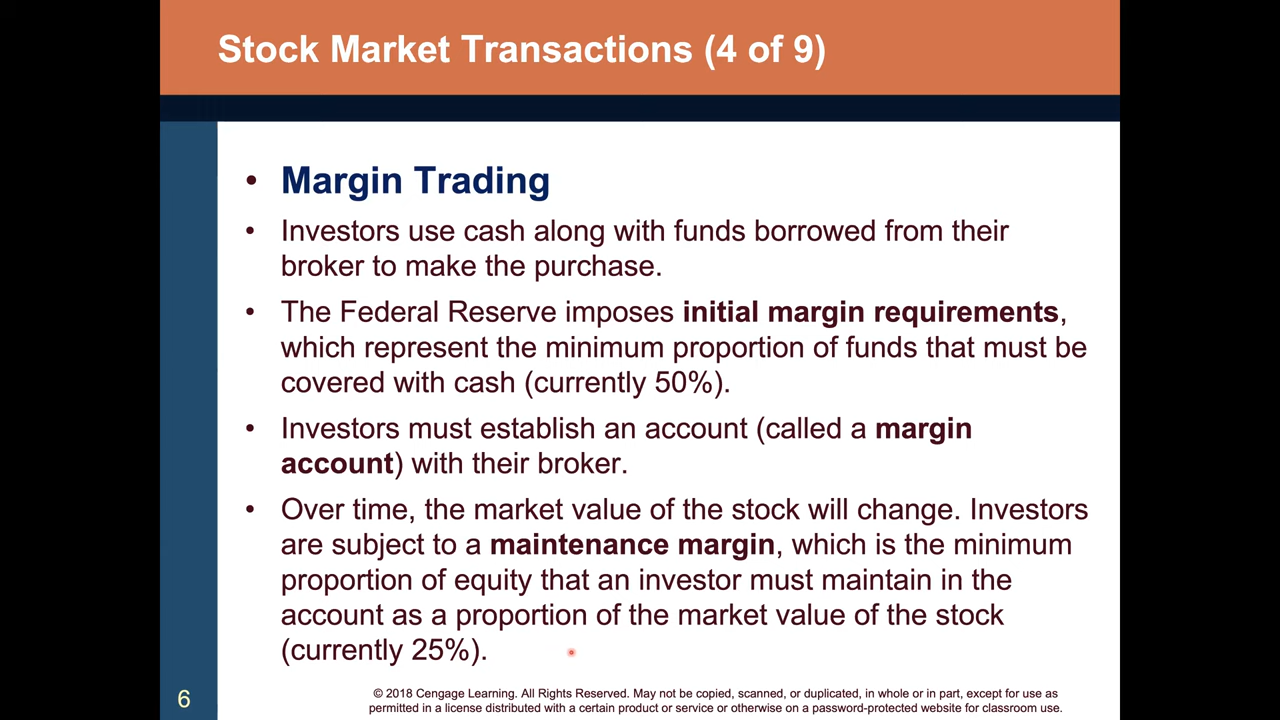 Stock Market Transactions (4 of 9)
• Margin Trading
• Investors use cash along with funds borrowed from their
broker to make the purchase.
• The Federal Reserve imposes initial margin requirements,
which represent the minimum proportion of funds that must be
covered with cash (currently 50%).
• Investors must establish an account (called a margin
account) with their broker.
• Over time, the market value of the stock will change. Investors
are subject to a maintenance margin, which is the minimum
proportion of equity that an investor must maintain in the
account as a proportion of the market value of the stock
(currently 25%).
6
© 2018 Cengage Learning. All Rights Reserved. May not be copied, scanned, or duplicated, in whole or in part, except for use as
permitted in a license distributed with a certain product or service or otherwise on a password-protected website for classroom use.